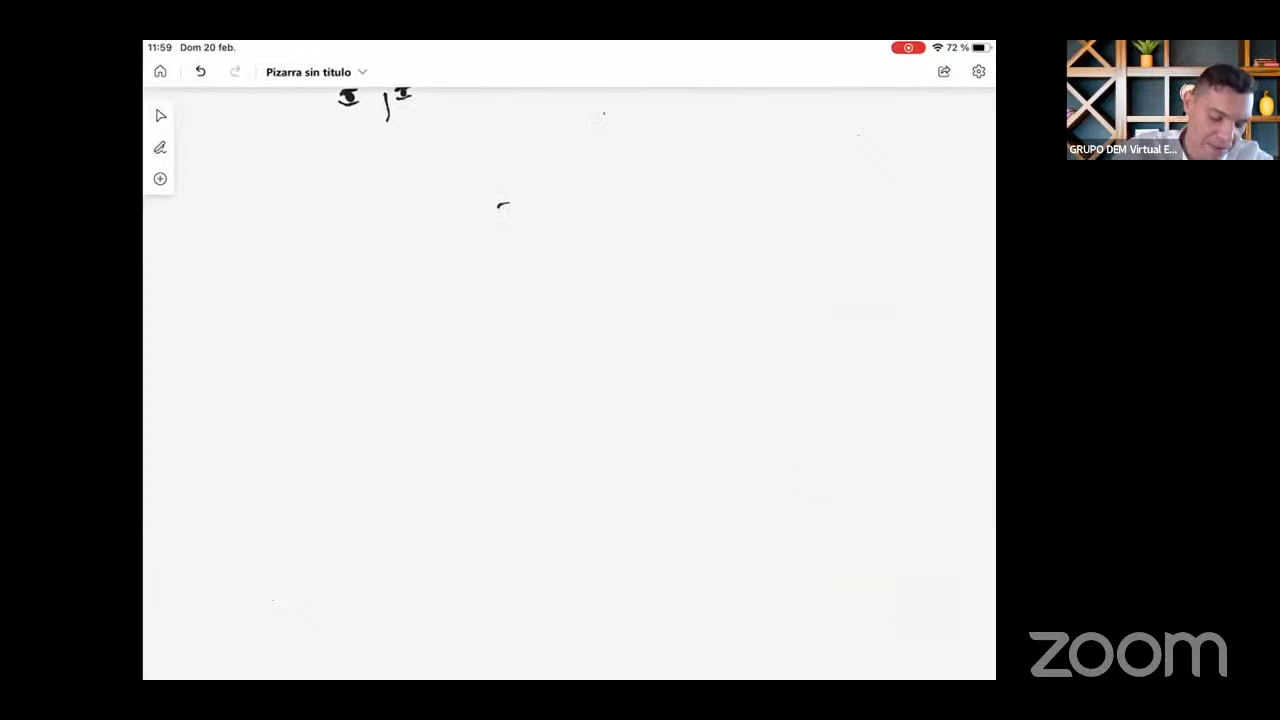 11:59 Dom 20 feb. 72 %
Pizarra sin título
GRUPO DEM Virtual E...
zoom